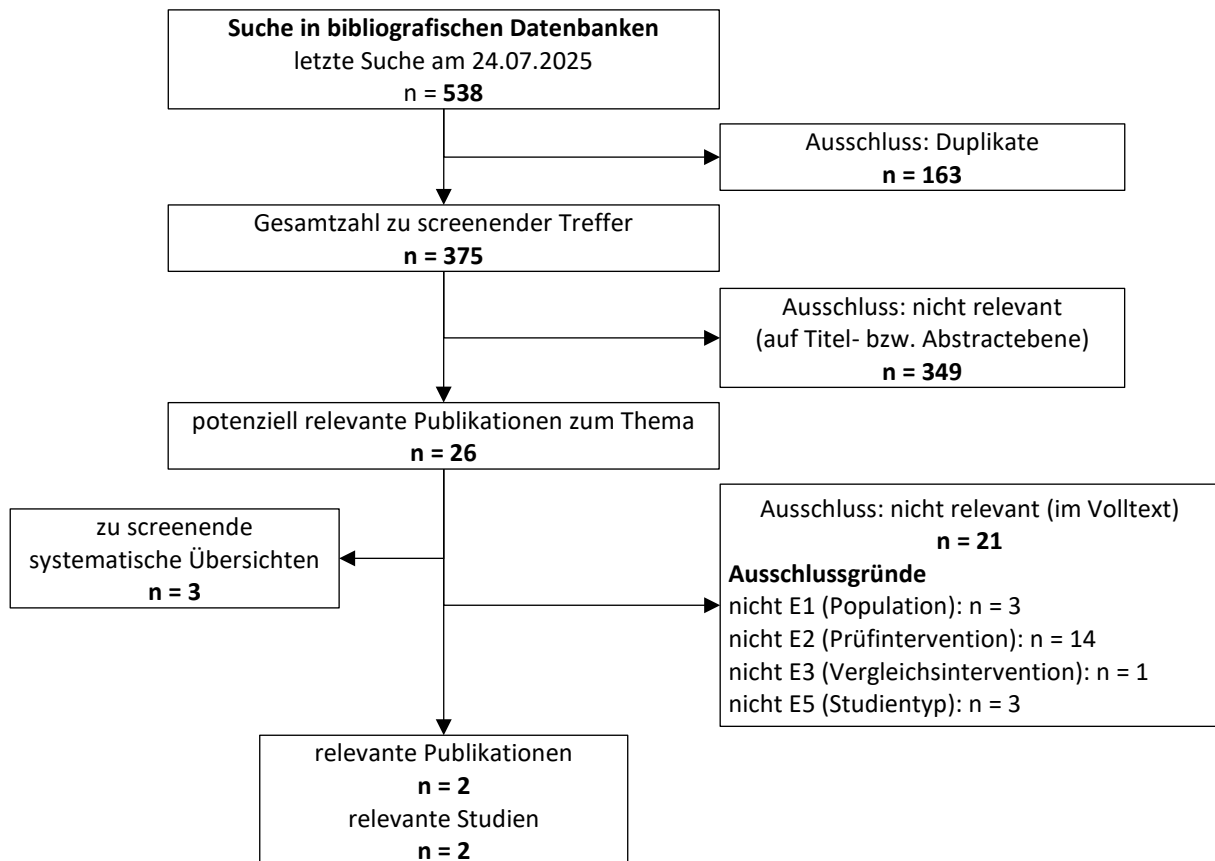 Suche in bibliografischen Datenbanken
letzte Suche am 24.07.2025
n = 538
Ausschluss: Duplikate
n = 163
Gesamtzahl zu screenender Treffer
n = 375
Ausschluss: nicht relevant
(auf Titel- bzw. Abstractebene)
n = 349
potenziell relevante Publikationen zum Thema
n = 26
zu screenende
systematische Übersichten
n = 3
Ausschluss: nicht relevant (im Volltext)
n = 21
Ausschlussgründe
nicht E1 (Population): n = 3
nicht E2 (Prüfintervention): n = 14
nicht E3 (Vergleichsintervention): n = 1
nicht E5 (Studientyp): n = 3
relevante Publikationen
n = 2
relevante Studien
n = 2